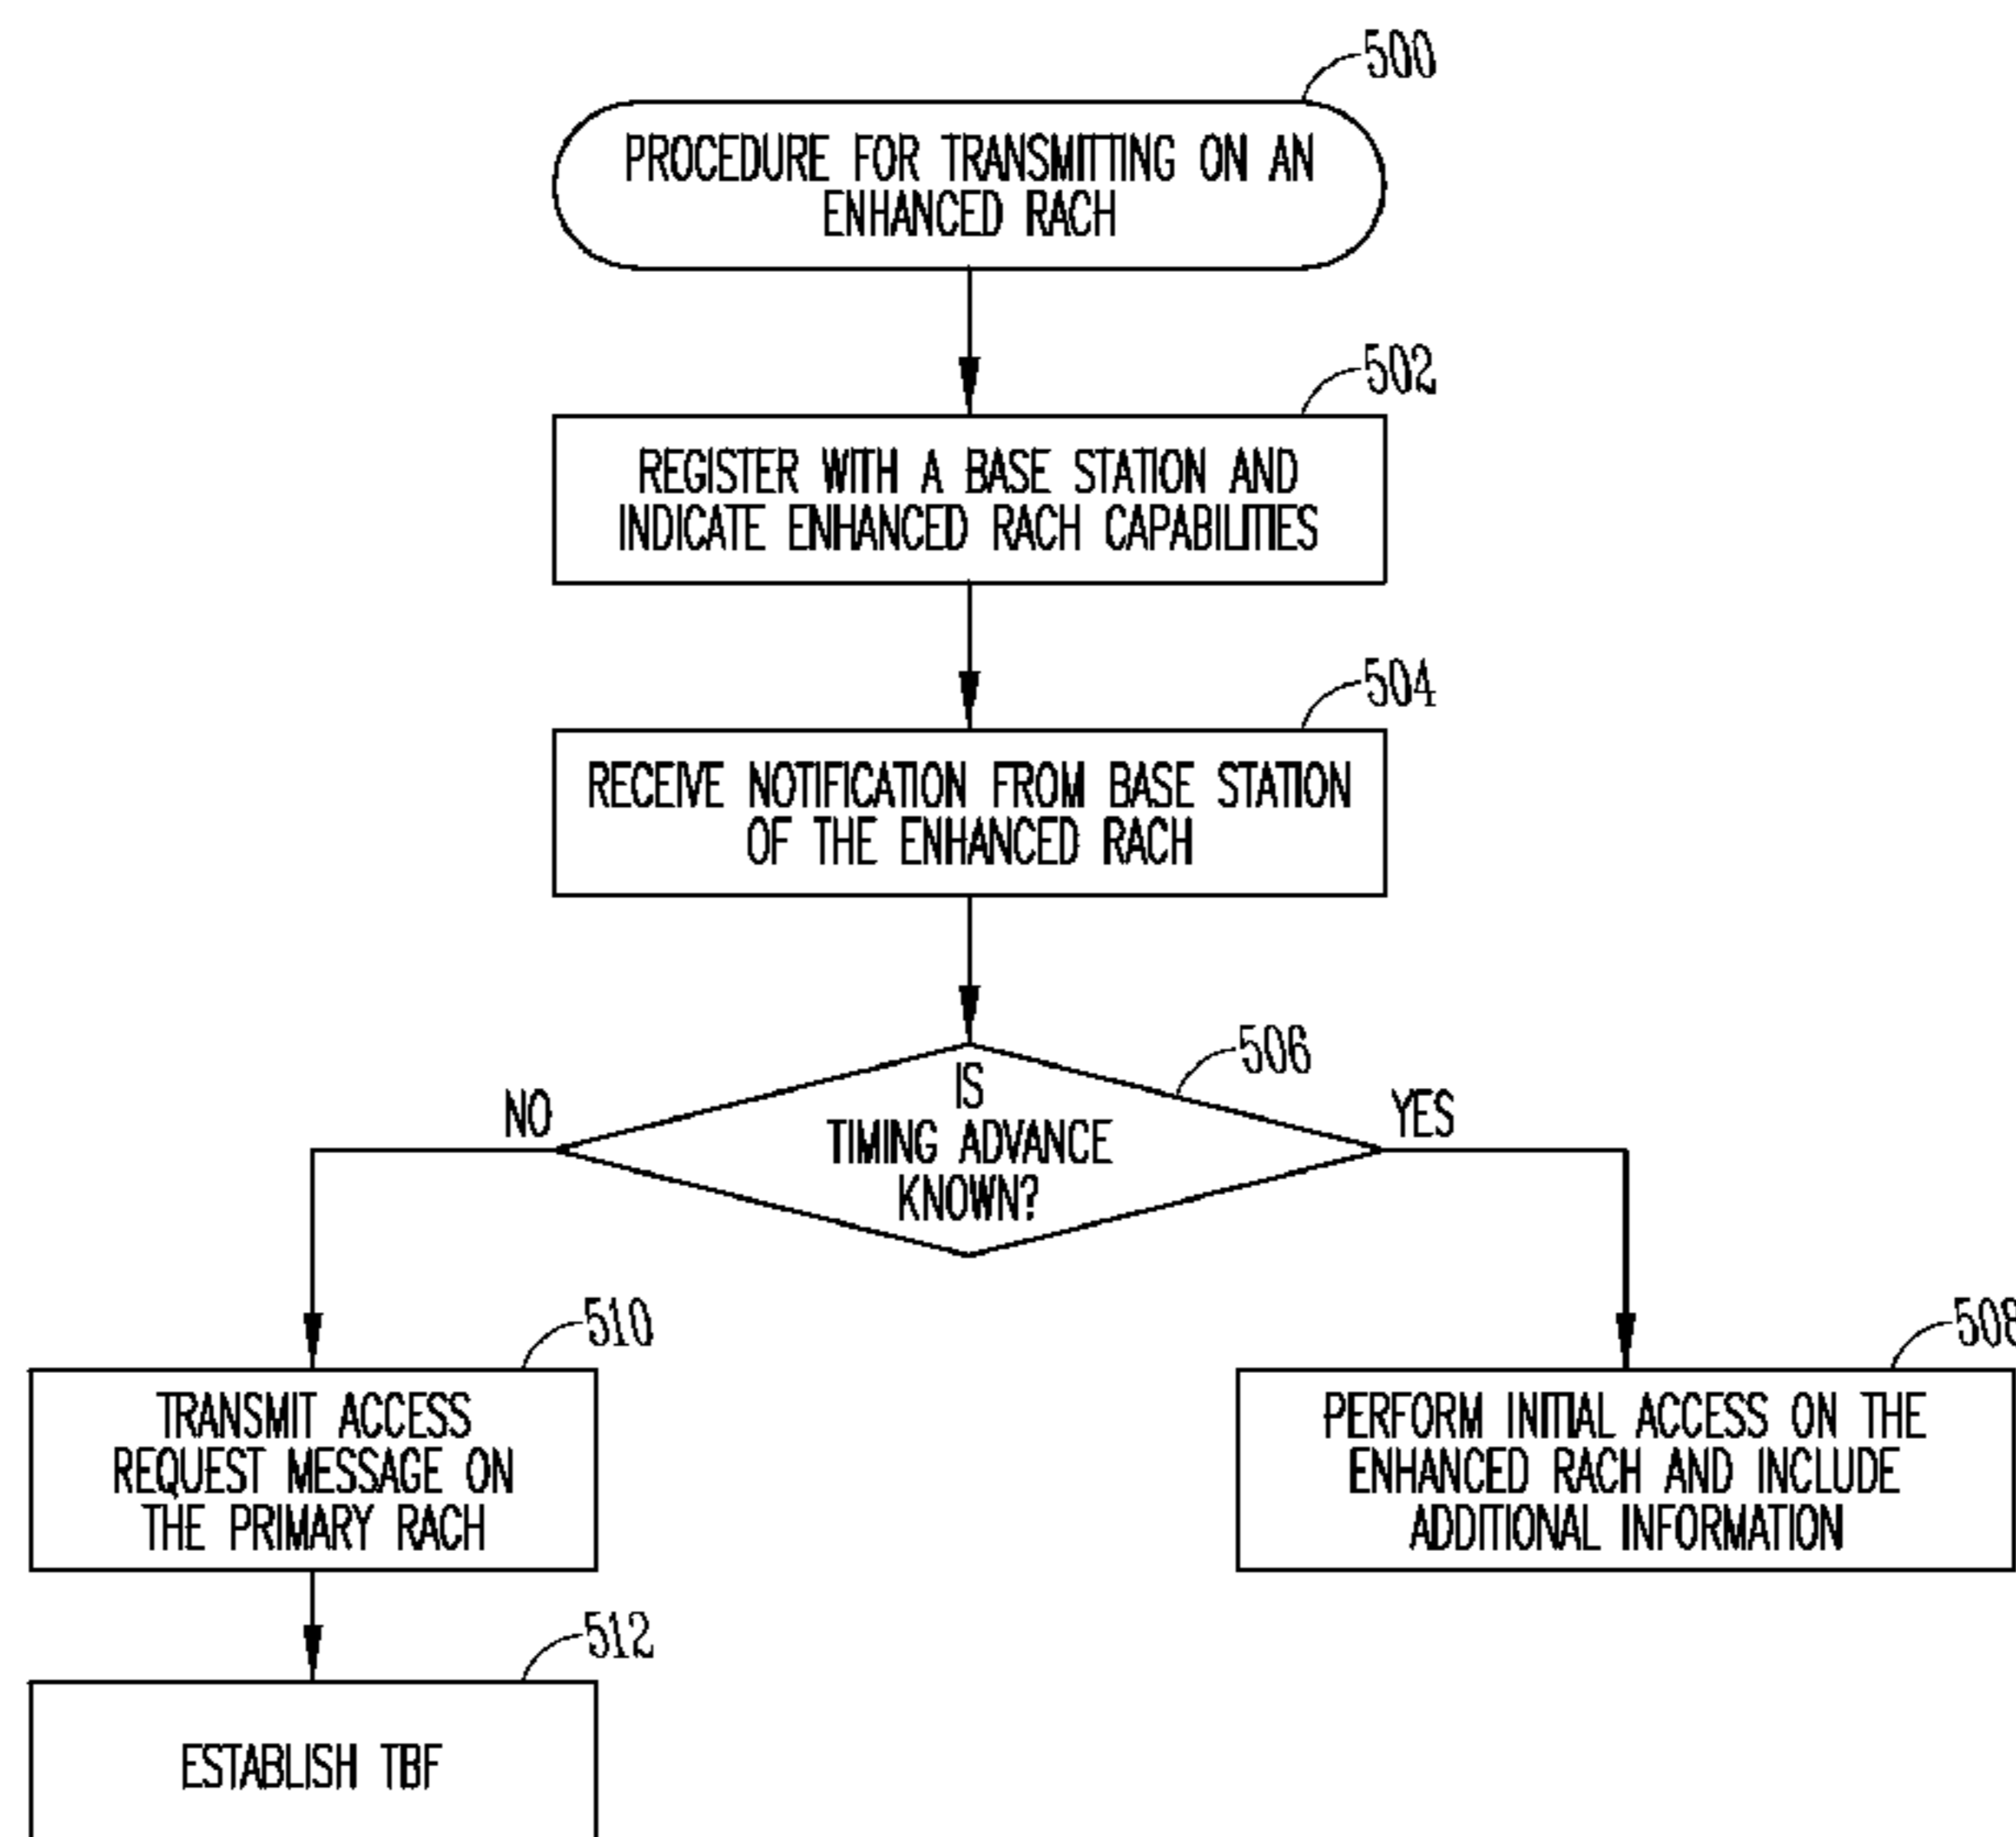 500
PROCEDURE FOR TRANSMITTING ON AN
ENHANCED RACH
502
REGISTER WITH A BASE STATION AND
INDICATE ENHANCED RACH CAPABILITIES
504
RECEIVE NOTIFICATION FROM BASE STATION
OF THE ENHANCED RACH
506
IS
TIMING ADVANCE
KNOWN?
NO
YES
510
TRANSMIT ACCESS
REQUEST MESSAGE ON
THE PRIMARY RACH
508
PERFORM INITIAL ACCESS ON THE
ENHANCED RACH AND INCLUDE
ADDITIONAL INFORMATION
512
ESTABLISH TBF